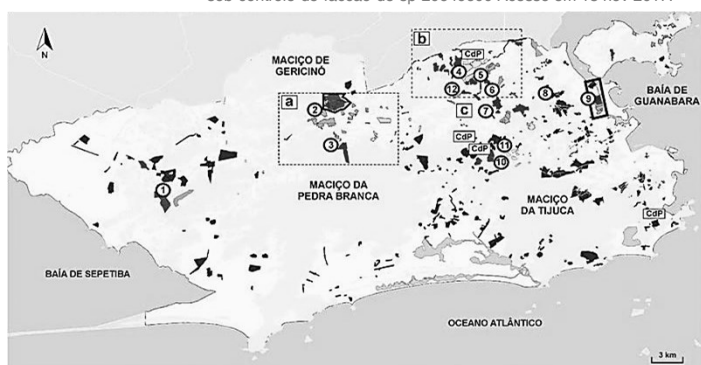 N
MACIÇO DE
GERICINÓ
b
CdP
4
5
12
6
a
2
c
7
8
9
BAÍA DE
GUANABARA
3
CdP
CdP
11
10
1
MACIÇO DA
PEDRA BRANCA
MACIÇO
DA TIJUCA
CdP
BAÍA DE SEPETIBA
OCEANO ATLÂNTICO
3 km